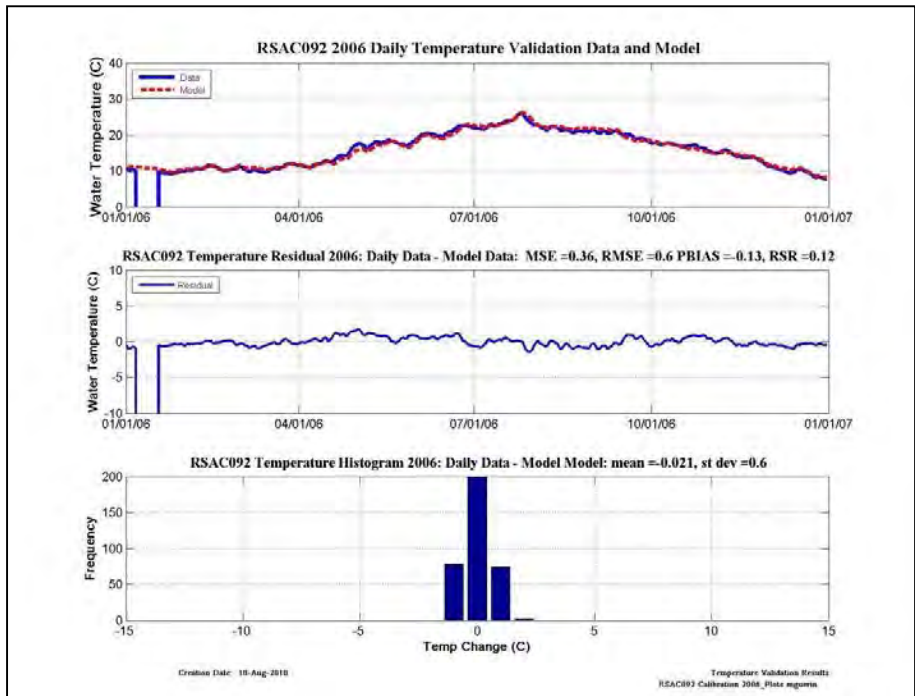 RSAC092 2006 Daily Temperature Validation Data and Model
Water Temperature (C)
40
30
20
10
0
Data
Model
01/01/06 04/01/06 07/01/06 10/01/06 01/01/07
RSAC092 Temperature Residual 2006: Daily Data - Model Data: MSE =0.36, RMSE =0.6 PBIAS =-0.13, RSR =0.12
Water Temperature (C)
10
5
0
-5
-10
Residual
01/01/06 04/01/06 07/01/06 10/01/06 01/01/07
RSAC092 Temperature Histogram 2006: Daily Data - Model Model: mean =-0.021, st dev =0.6
Frequency
200
150
100
50
0
-15 -10 -5 0 5 10 15
Temp Change (C)
Creation Date: 10-Aug-2010
Temperature Validation Results
RSAC092 Calibration 2006_Plots